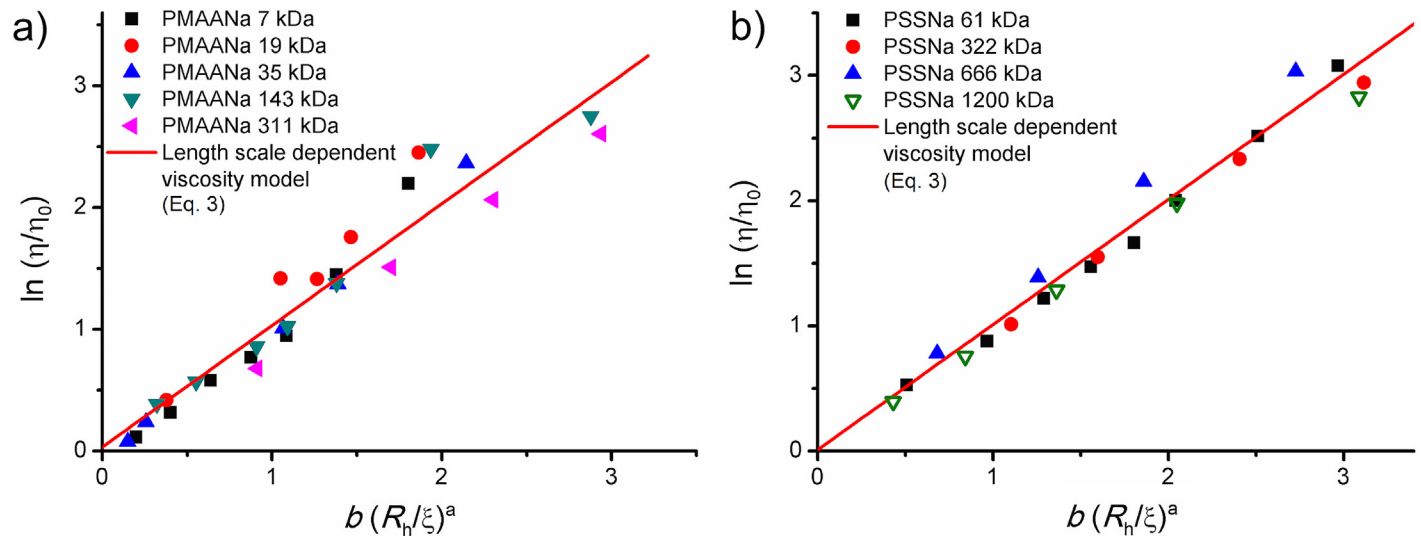 a)
PMAANa 7 kDa
PMAANa 19 kDa
PMAANa 35 kDa
PMAANa 143 kDa
PMAANa 311 kDa
Length scale dependent
viscosity model
(Eq. 3)
ln (η/η0)
3
2
1
0
0 1 2 3
b (Rh/ξ)a
b)
PSSNa 61 kDa
PSSNa 322 kDa
PSSNa 666 kDa
PSSNa 1200 kDa
Length scale dependent
viscosity model
(Eq. 3)
ln (η/η0)
3
2
1
0
0 1 2 3
b (Rh/ξ)a